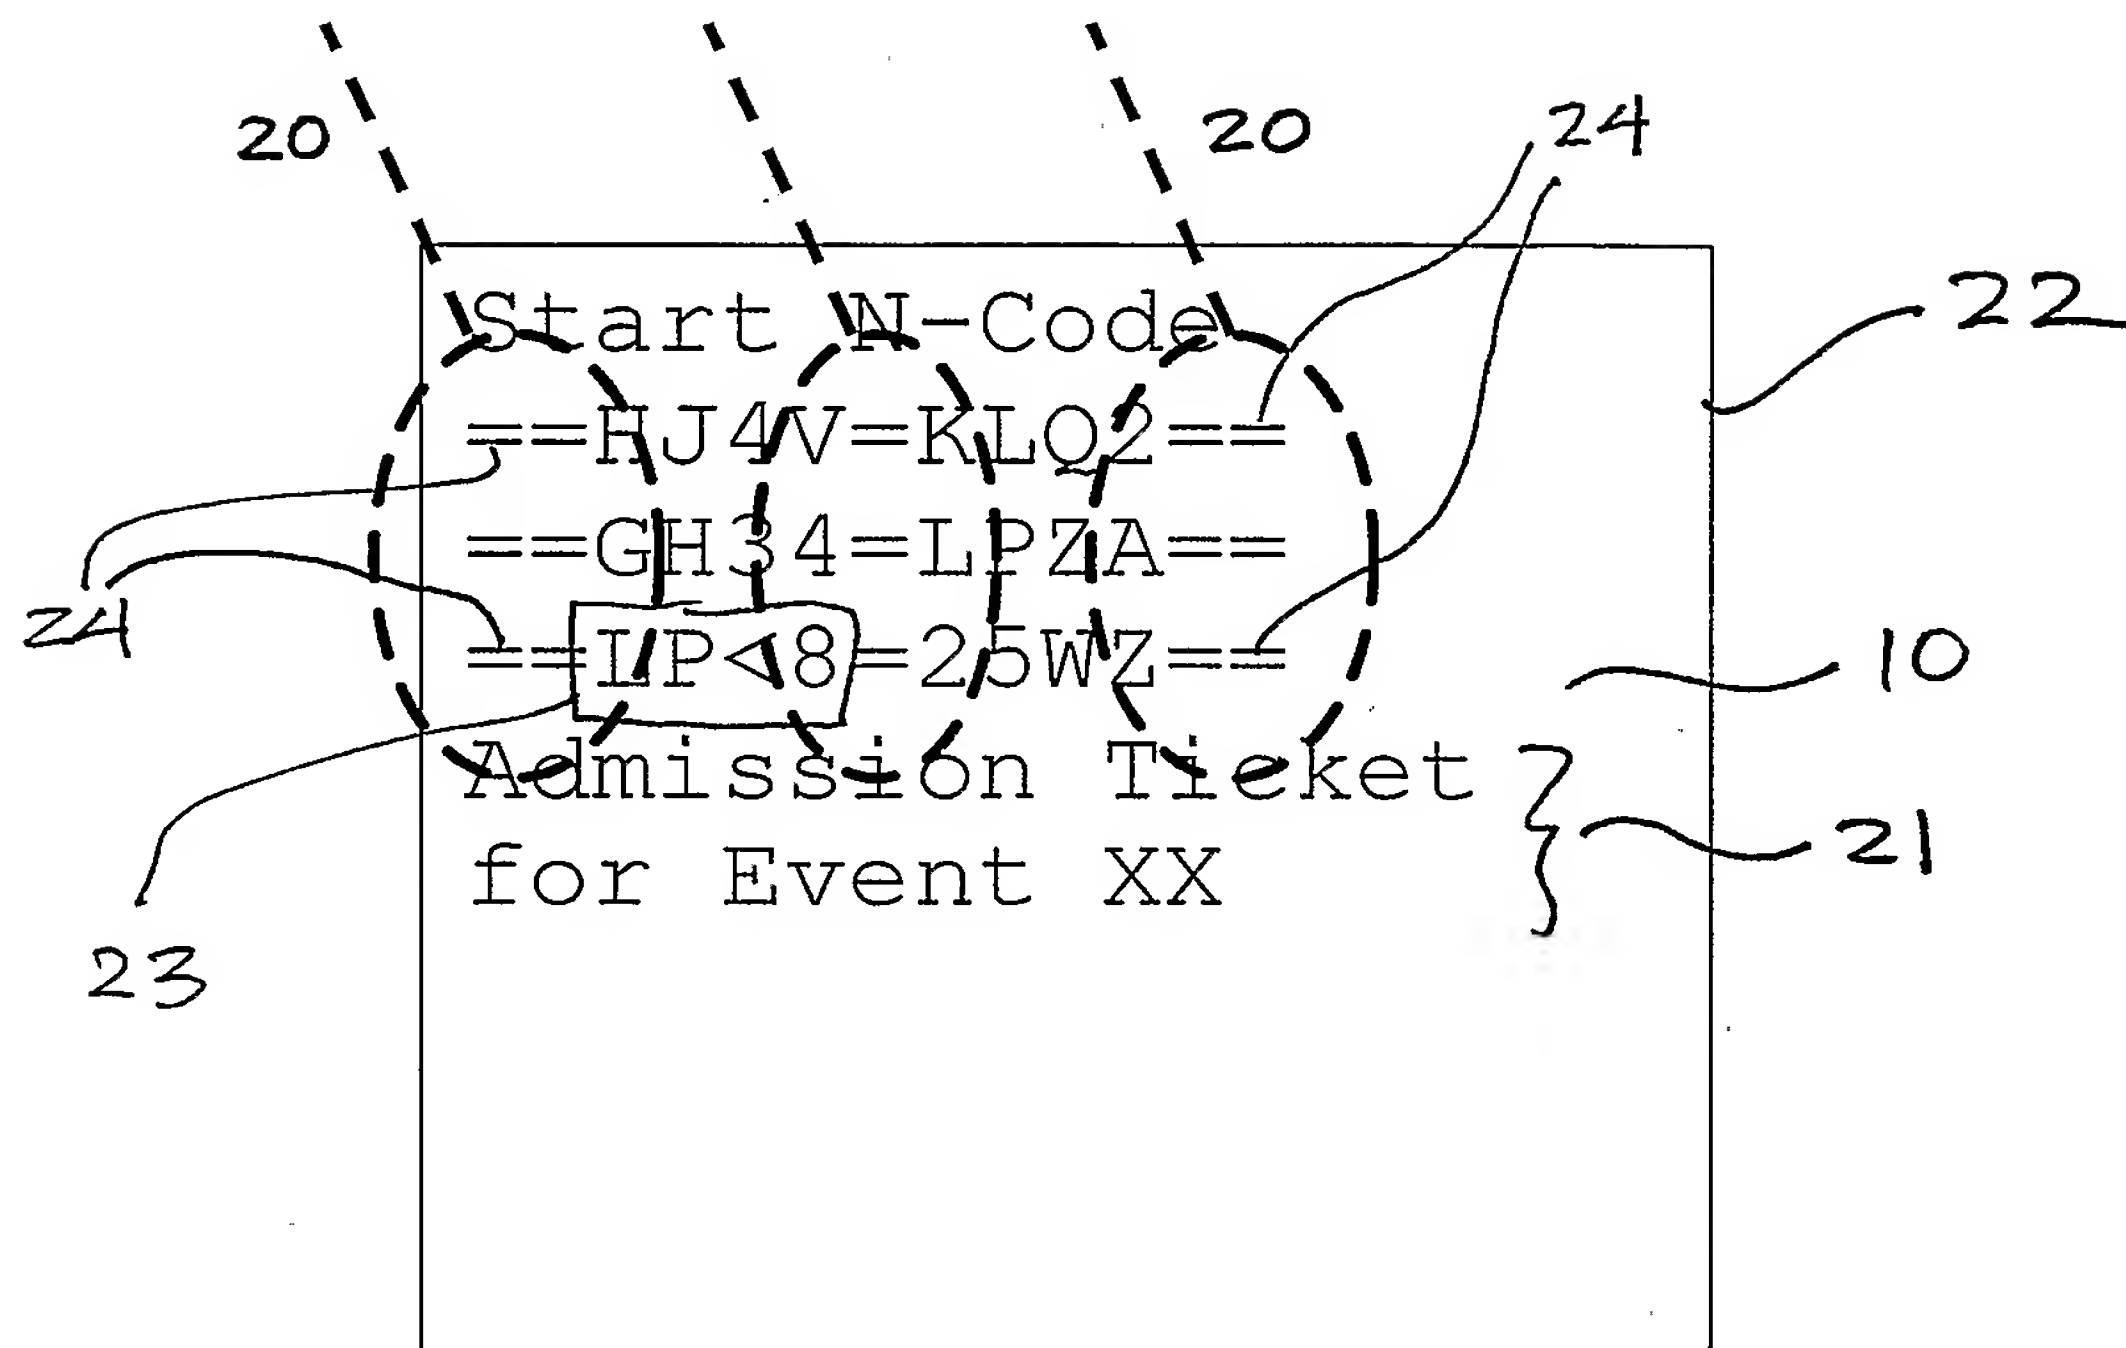 20
20
24
Start N-Code
22
==HJ4V=KLQ2==
==GH34=LPZA==
24
==LP<8=25WZ==
10
Admission Ticket
21
for Event XX
23